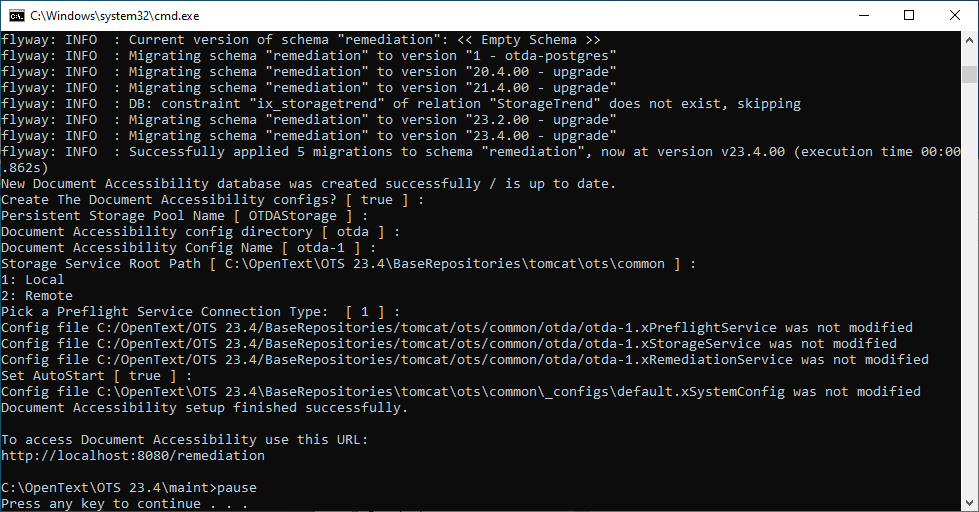 C:\Windows\system32\cmd.exe
flyway: INFO  : Current version of schema "remediation": << Empty Schema >>
flyway: INFO  : Migrating schema "remediation" to version "1 - otda-postgres"
flyway: INFO  : Migrating schema "remediation" to version "20.4.00 - upgrade"
flyway: INFO  : Migrating schema "remediation" to version "21.4.00 - upgrade"
flyway: INFO  : DB: constraint "ix_storagetrend" of relation "StorageTrend" does not exist, skipping
flyway: INFO  : Migrating schema "remediation" to version "23.2.00 - upgrade"
flyway: INFO  : Migrating schema "remediation" to version "23.4.00 - upgrade"
flyway: INFO  : Successfully applied 5 migrations to schema "remediation", now at version v23.4.00 (execution time 00:00
.862s)
New Document Accessibility database was created successfully / is up to date.
Create The Document Accessibility configs? [ true ] :
Persistent Storage Pool Name [ OTDAStorage ] :
Document Accessibility config directory [ otda ] :
Document Accessibility Config Name [ otda-1 ] :
Storage Service Root Path [ C:\OpenText\OTS 23.4\BaseRepositories\tomcat\ots\common ] :
1: Local
2: Remote
Pick a Preflight Service Connection Type:  [ 1 ] :
Config file C:/OpenText/OTS 23.4/BaseRepositories/tomcat/ots/common/otda/otda-1.xPreflightService was not modified
Config file C:/OpenText/OTS 23.4/BaseRepositories/tomcat/ots/common/otda/otda-1.xStorageService was not modified
Config file C:/OpenText/OTS 23.4/BaseRepositories/tomcat/ots/common/otda/otda-1.xRemediationService was not modified
Set AutoStart [ true ] :
Config file C:\OpenText\OTS 23.4\BaseRepositories\tomcat\ots\common\_configs\default.xSystemConfig was not modified
Document Accessibility setup finished successfully.
To access Document Accessibility use this URL:
http://localhost:8080/remediation
C:\OpenText\OTS 23.4\maint>pause
Press any key to continue . . .